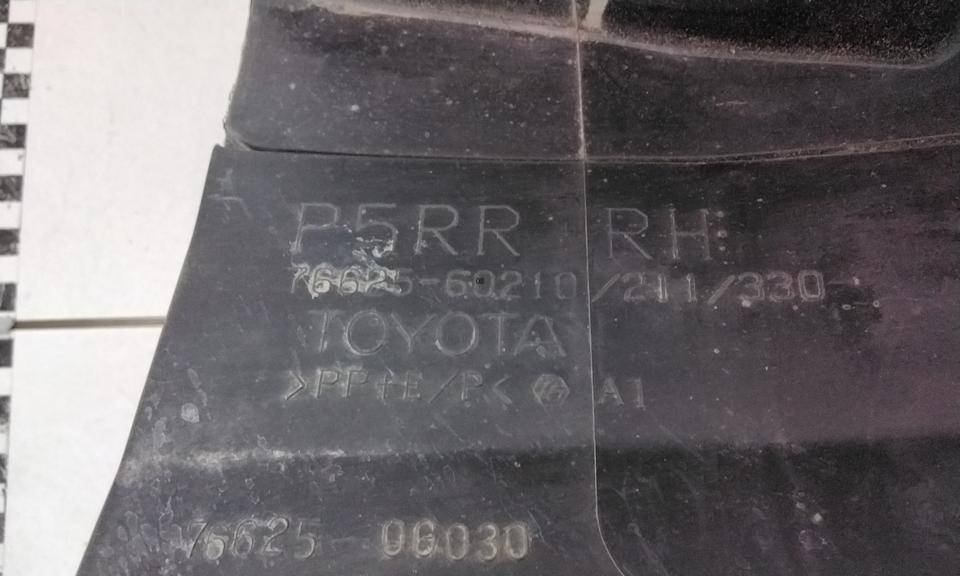 P5RR RH
76625-60210/211/330
TOYOTA
>PP+E/P< A1
76625-06030